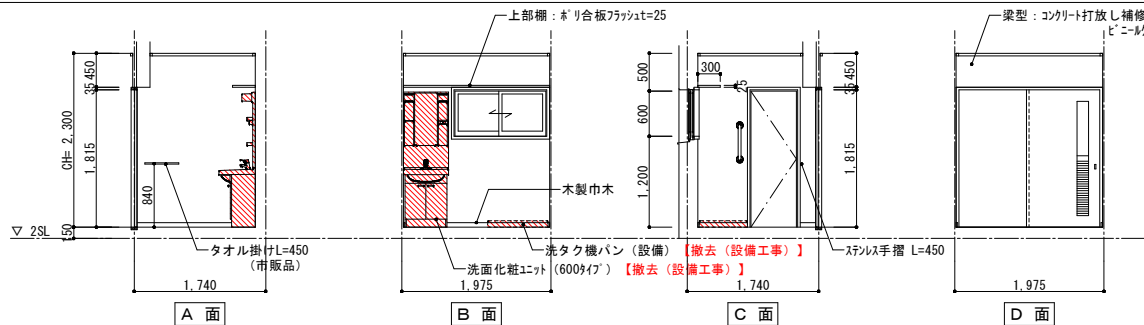 上部棚：ポリ合板フラッシュt=25
梁型：コンクリート打放し補修
ビニール
35 450
CH= 2,300
1,815
840
150
▽ 2SL
タオル掛けL=450
(市販品)
1,740
A 面
木製巾木
洗タク機パン（設備）【撤去（設備工事）】
洗面化粧ユニット（600タイプ）【撤去（設備工事）】
1,975
B 面
500
600
1,200
300
25
35 450
1,815
ステンレス手摺 L=450
1,740
C 面
35 450
1,815
1,975
D 面